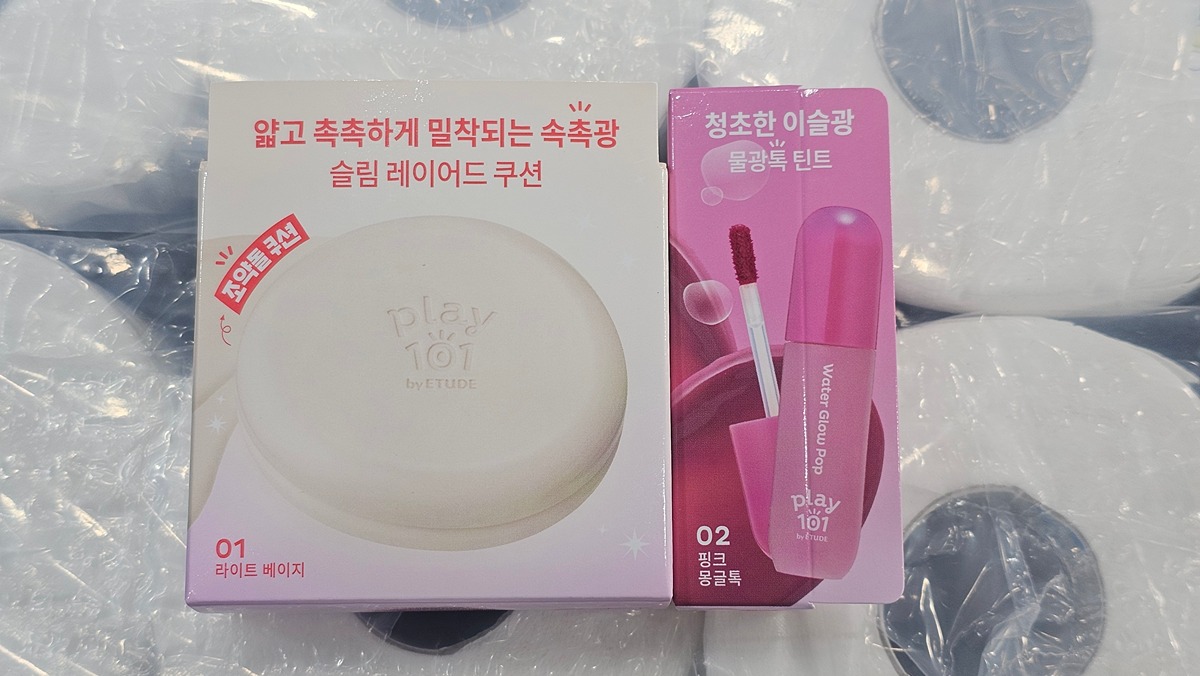 얇고 촉촉하게 밀착되는 속촉광
슬림 레이어드 쿠션
조약돌 쿠션
play
101
by ETUDE
01
라이트 베이지
청초한 이슬광
물광톡 틴트
Water Glow Pop
play
101
by ETUDE
02
핑크
몽글톡